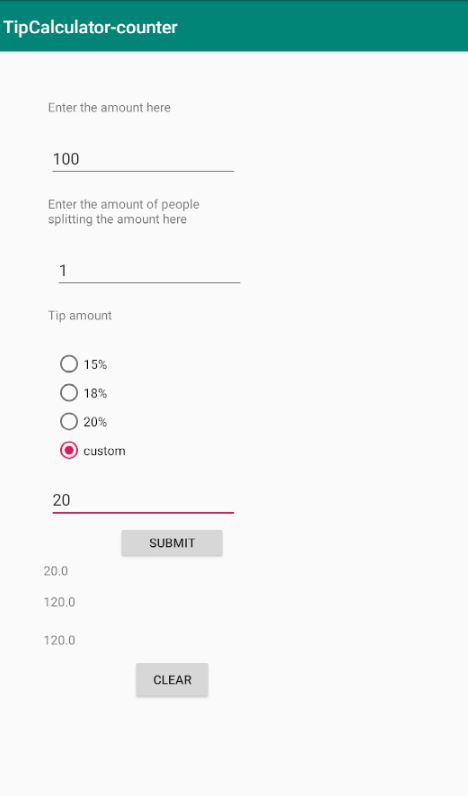 TipCalculator-counter
Enter the amount here
100
Enter the amount of people
splitting the amount here
1
Tip amount
15%
18%
20%
custom
20
SUBMIT
20.0
120.0
120.0
CLEAR